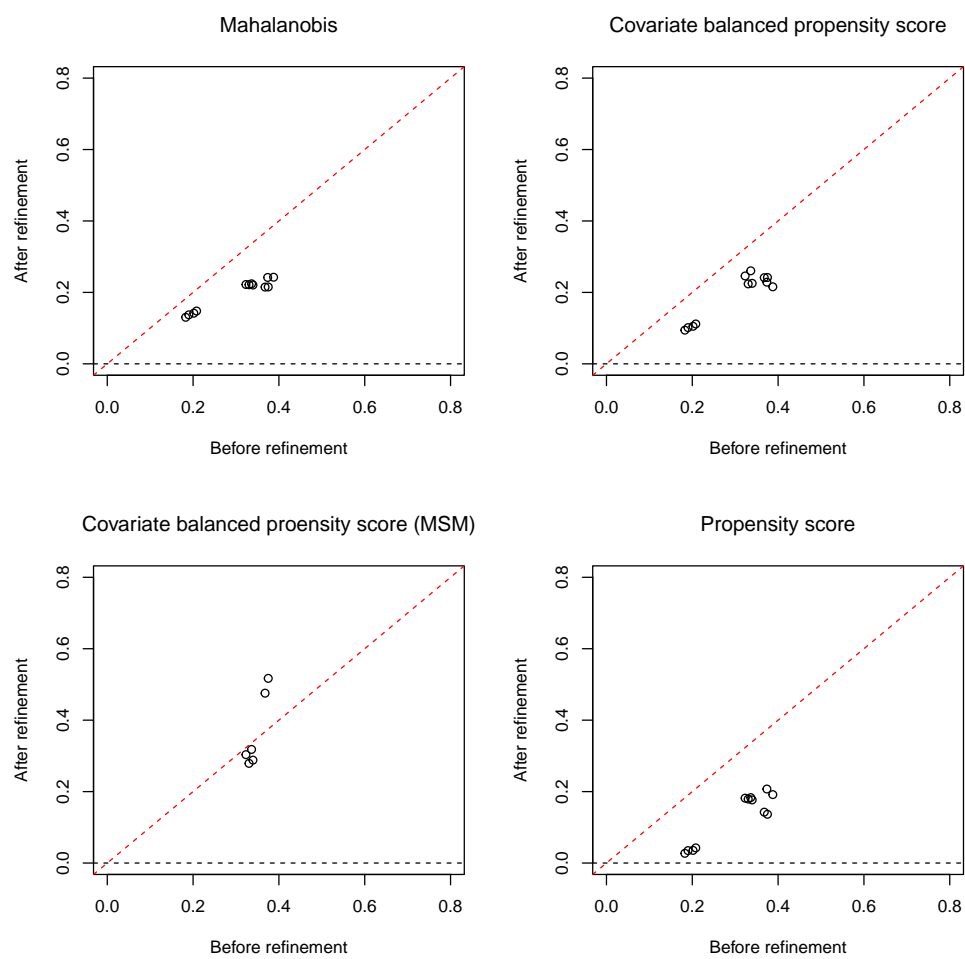 Mahalanobis
0.8
0.6
0.4
0.2
0.0
After refinement
0.0 0.2 0.4 0.6 0.8
Before refinement
Covariate balanced propensity score
0.8
0.6
0.4
0.2
0.0
After refinement
0.0 0.2 0.4 0.6 0.8
Before refinement
Covariate balanced proensity score (MSM)
0.8
0.6
0.4
0.2
0.0
After refinement
0.0 0.2 0.4 0.6 0.8
Before refinement
Propensity score
0.8
0.6
0.4
0.2
0.0
After refinement
0.0 0.2 0.4 0.6 0.8
Before refinement